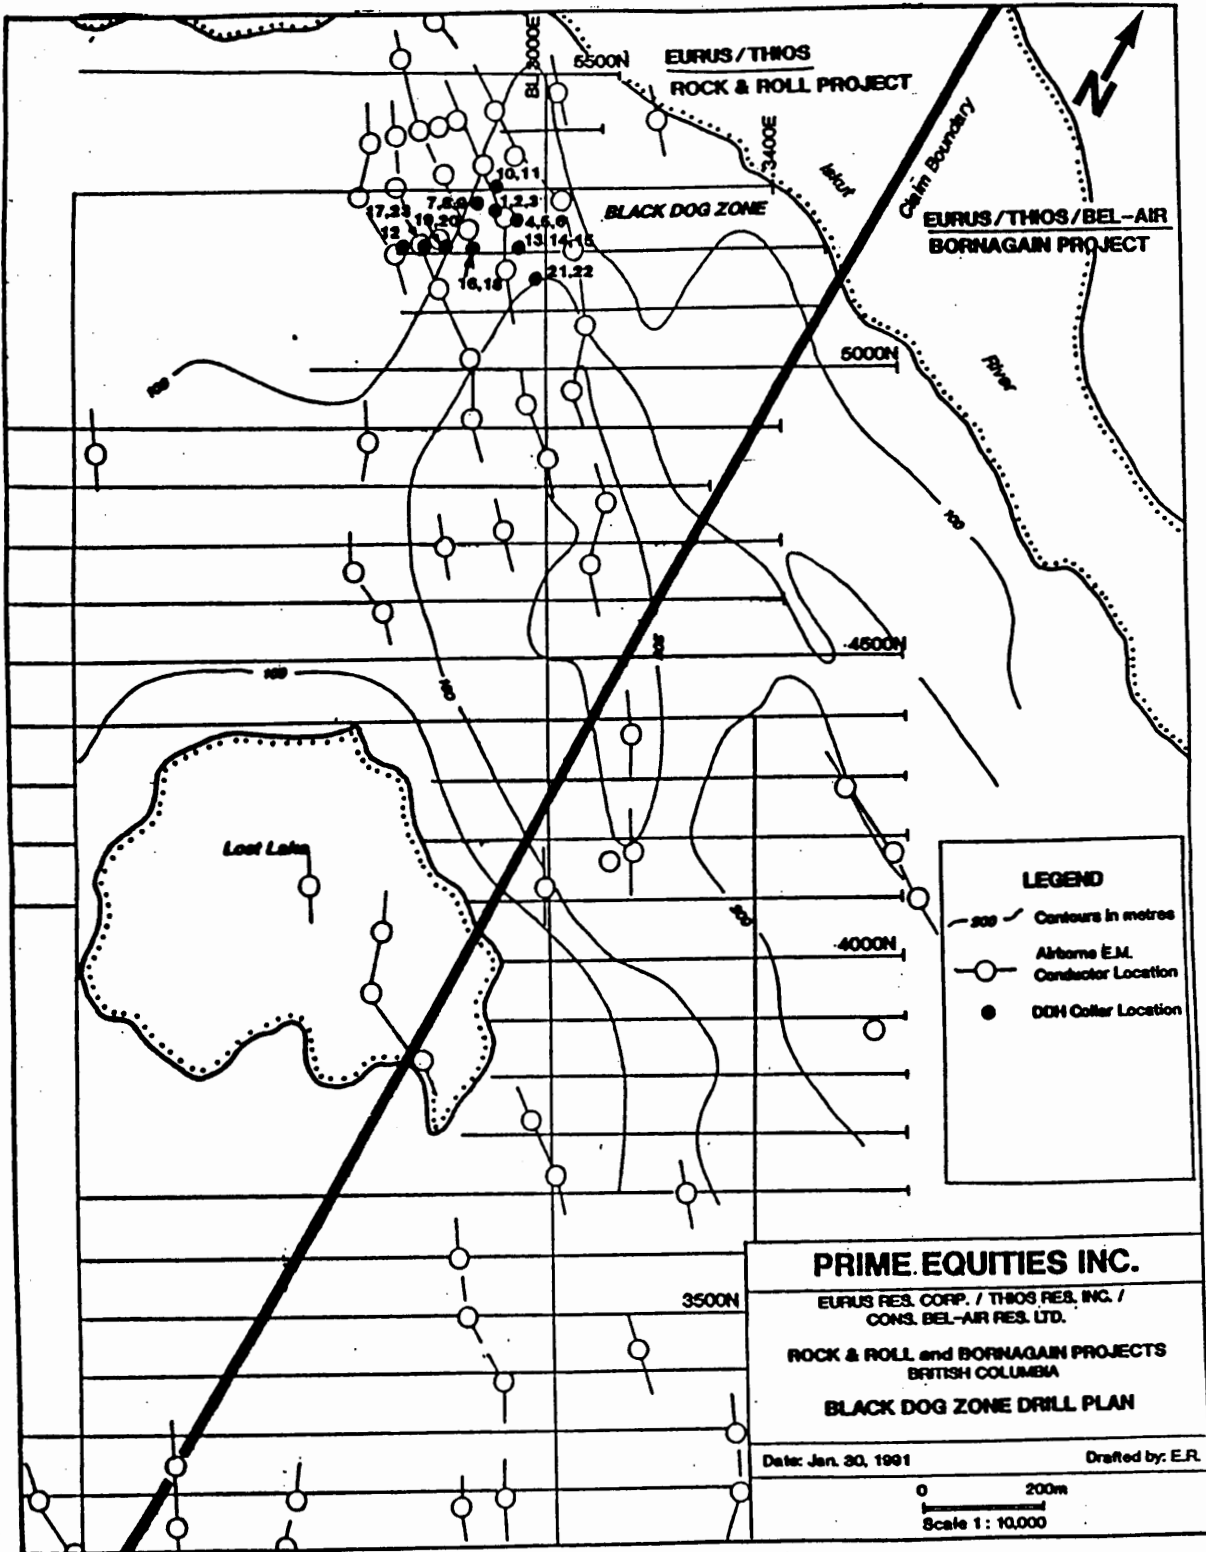 BL 3000E
5500N
EURUS/THIOS
ROCK & ROLL PROJECT
N
3400E
Iskut
Claim Boundary
EURUS/THIOS/BEL-AIR
BORNAGAIN PROJECT
10,11
17,23
7,8,9
1,2,3
BLACK DOG ZONE
19,20
4,5,6
12
13,14,15
16,18
21,22
5000N
River
100
100
4500N
100
Lost Lake
200
4000N
LEGEND
200 Contours in metres
Airborne E.M.
Conductor Location
DDH Collar Location
3500N
PRIME EQUITIES INC.
EURUS RES. CORP. / THIOS RES. INC. /
CONS. BEL-AIR RES. LTD.
ROCK & ROLL and BORNAGAIN PROJECTS
BRITISH COLUMBIA
BLACK DOG ZONE DRILL PLAN
Date: Jan. 30, 1991
Drafted by: E.R.
0 200m
Scale 1 : 10,000